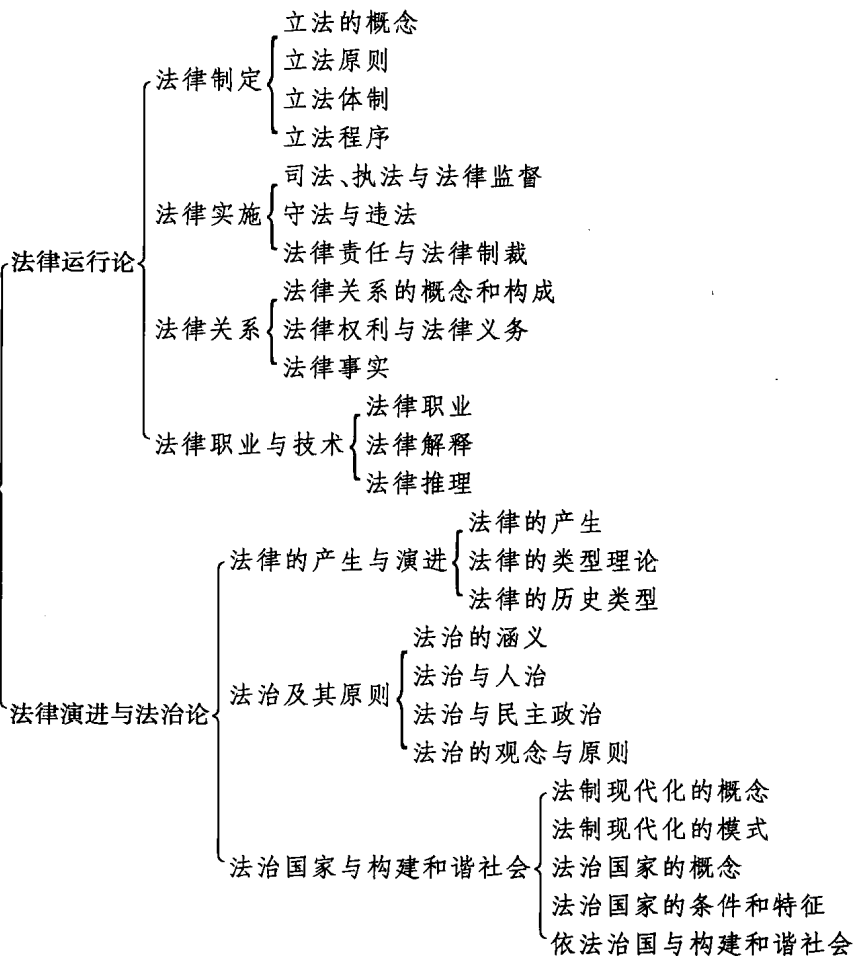 立法的概念
立法原则
法律制定
立法体制
立法程序
司法、执法与法律监督
法律实施
守法与违法
法律责任与法律制裁
法律运行论
法律关系的概念和构成
法律关系
法律权利与法律义务
法律事实
法律职业
法律职业与技术
法律解释
法律推理
法律的产生
法律的产生与演进
法律的类型理论
法律的历史类型
法治的涵义
法治与人治
法治及其原则
法律演进与法治论
法治与民主政治
法治的观念与原则
法制现代化的概念
法制现代化的模式
法治国家与构建和谐社会
法治国家的概念
法治国家的条件和特征
依法治国与构建和谐社会